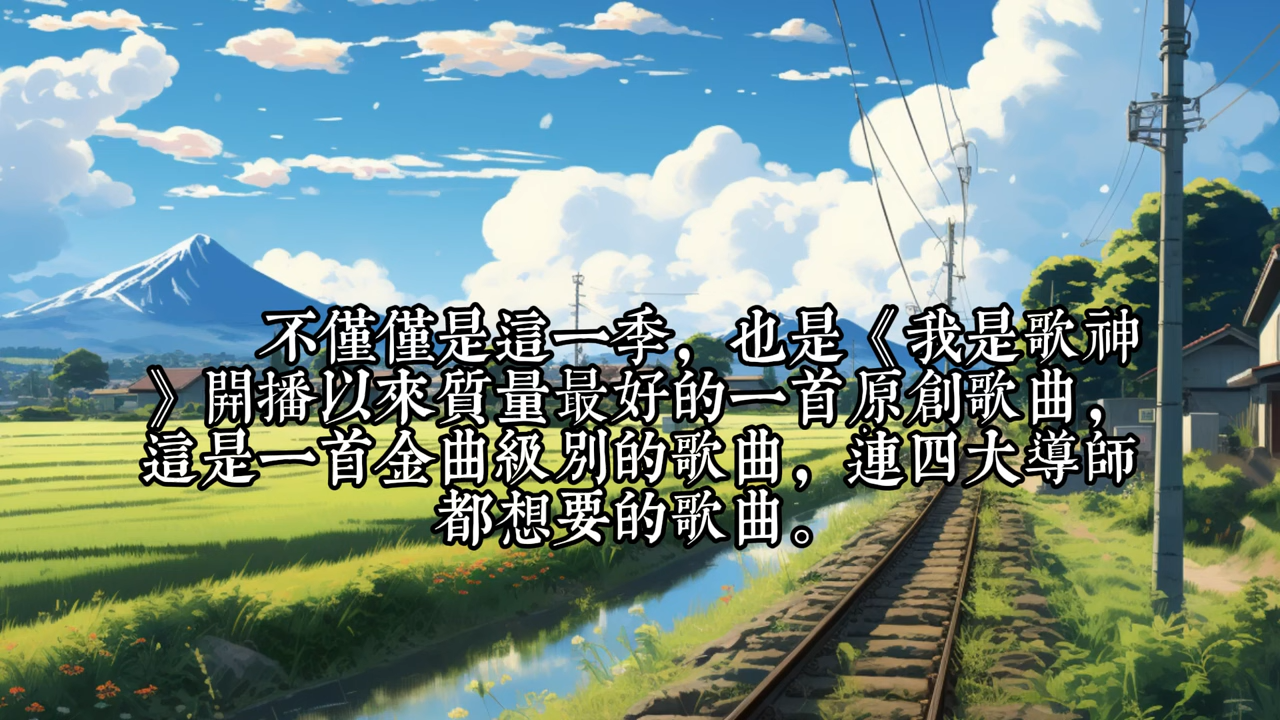 不僅僅是這一季，也是《我是歌神
》開播以來質量最好的一首原創歌曲，
這是一首金曲級別的歌曲，連四大導師
都想要的歌曲。